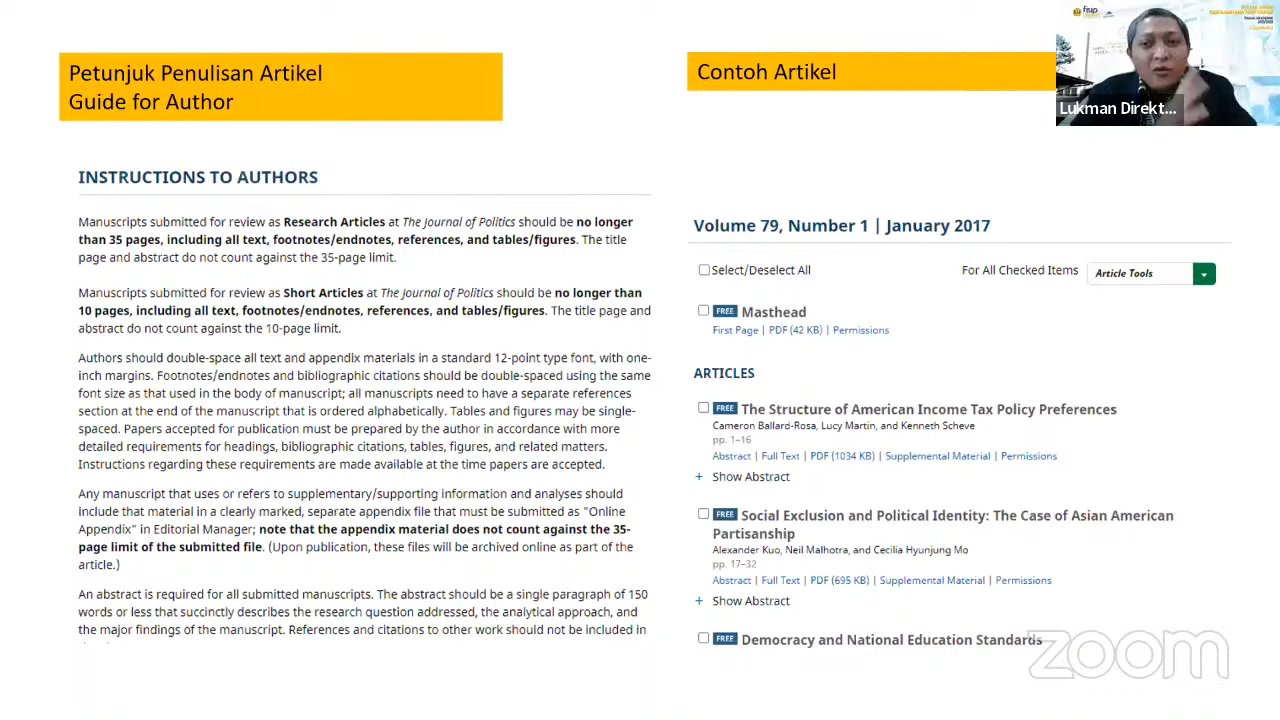 Petunjuk Penulisan Artikel
Guide for Author
INSTRUCTIONS TO AUTHORS
Manuscripts submitted for review as Research Articles at The Journal of Politics should be no longer
than 35 pages, including all text, footnotes/endnotes, references, and tables/figures. The title
page and abstract do not count against the 35-page limit.
Manuscripts submitted for review as Short Articles at The Journal of Politics should be no longer than
10 pages, including all text, footnotes/endnotes, references, and tables/figures. The title page and
abstract do not count against the 10-page limit.
Authors should double-space all text and appendix materials in a standard 12-point type font, with one-
inch margins. Footnotes/endnotes and bibliographic citations should be double-spaced using the same
font size as that used in the body of manuscript; all manuscripts need to have a separate references
section at the end of the manuscript that is ordered alphabetically. Tables and figures may be single-
spaced. Papers accepted for publication must be prepared by the author in accordance with more
detailed requirements for headings, bibliographic citations, tables, figures, and related matters.
Instructions regarding these requirements are made available at the time papers are accepted.
Any manuscript that uses or refers to supplementary/supporting information and analyses should
include that material in a clearly marked, separate appendix file that must be submitted as "Online
Appendix" in Editorial Manager; note that the appendix material does not count against the 35-
page limit of the submitted file. (Upon publication, these files will be archived online as part of the
article.)
An abstract is required for all submitted manuscripts. The abstract should be a single paragraph of 150
words or less that succinctly describes the research question addressed, the analytical approach, and
the major findings of the manuscript. References and citations to other work should not be included in
Contoh Artikel
fisip
Lukman Direkt...
Volume 79, Number 1 | January 2017
Select/Deselect All
For All Checked Items
Article Tools
FREE Masthead
First Page | PDF (42 KB) | Permissions
ARTICLES
FREE The Structure of American Income Tax Policy Preferences
Cameron Ballard-Rosa, Lucy Martin, and Kenneth Scheve
pp. 1–16
Abstract | Full Text | PDF (1034 KB) | Supplemental Material | Permissions
+ Show Abstract
FREE Social Exclusion and Political Identity: The Case of Asian American
Partisanship
Alexander Kuo, Neil Malhotra, and Cecilia Hyunjung Mo
pp. 17–32
Abstract | Full Text | PDF (695 KB) | Supplemental Material | Permissions
+ Show Abstract
FREE Democracy and National Education Standards
zoom